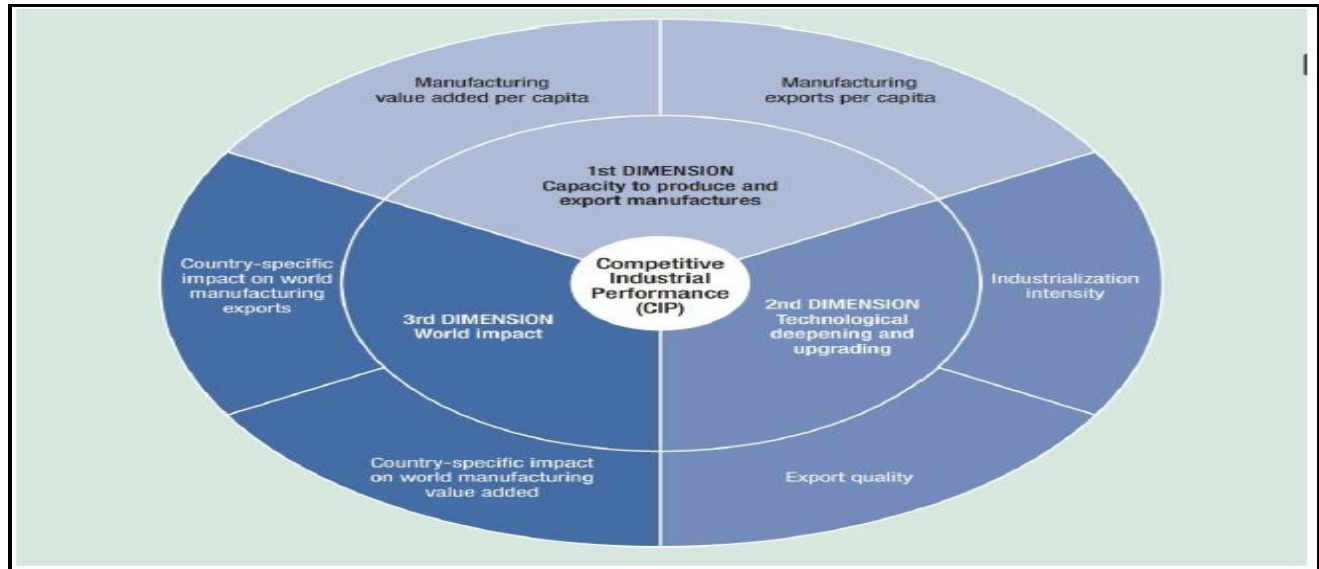 Manufacturing
value added per capita
Manufacturing
exports per capita
1st DIMENSION
Capacity to produce and
export manufactures
Competitive
Industrial
Performance
(CIP)
Country-specific
impact on world
manufacturing
exports
3rd DIMENSION
World impact
2nd DIMENSION
Technological
deepening and
upgrading
Industrialization
intensity
Country-specific impact
on world manufacturing
value added
Export quality